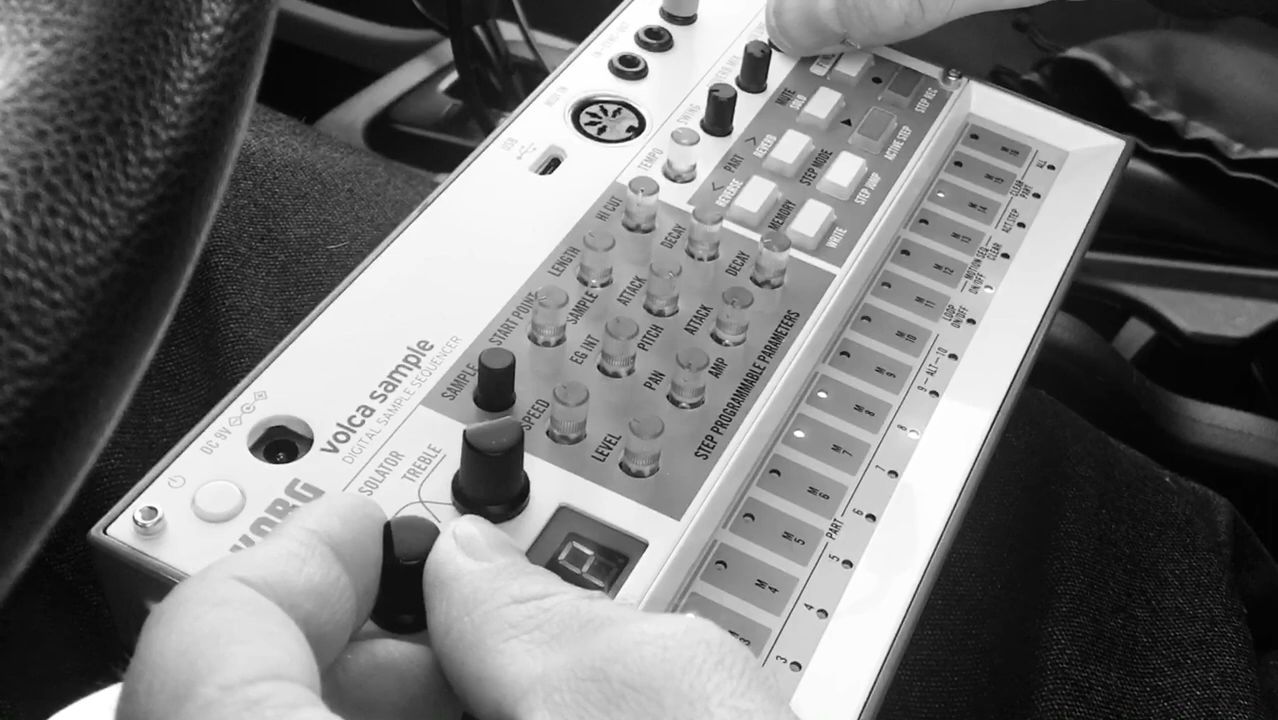 KORG
volca sample
DIGITAL SAMPLE SEQUENCER
DC 9V
USB
MIDI IN
ISOLATOR
TREBLE
SAMPLE
START POINT
LENGTH
HI CUT
TEMPO
SWING
SPEED
EG INT
SAMPLE
ATTACK
DECAY
LEVEL
PAN
PITCH
ATTACK
DECAY
AMP
STEP PROGRAMMABLE PARAMETERS
MUTE
SOLO
REVERB
PART
REVERSE
STEP MODE
MEMORY
WRITE
STEP JUMP
ACTIVE STEP
STEP REC
M 4
M 5
M 6
M 7
M 8
M 9
M 10
M 11
M 12
M 13
M 14
PART
3
4
5
6
7
8
9
ALT
10
LOOP
ON/OFF
MOTION SEQ
ON/OFF
CLEAR
ACT.STEP
CLEAR
PART
ALL